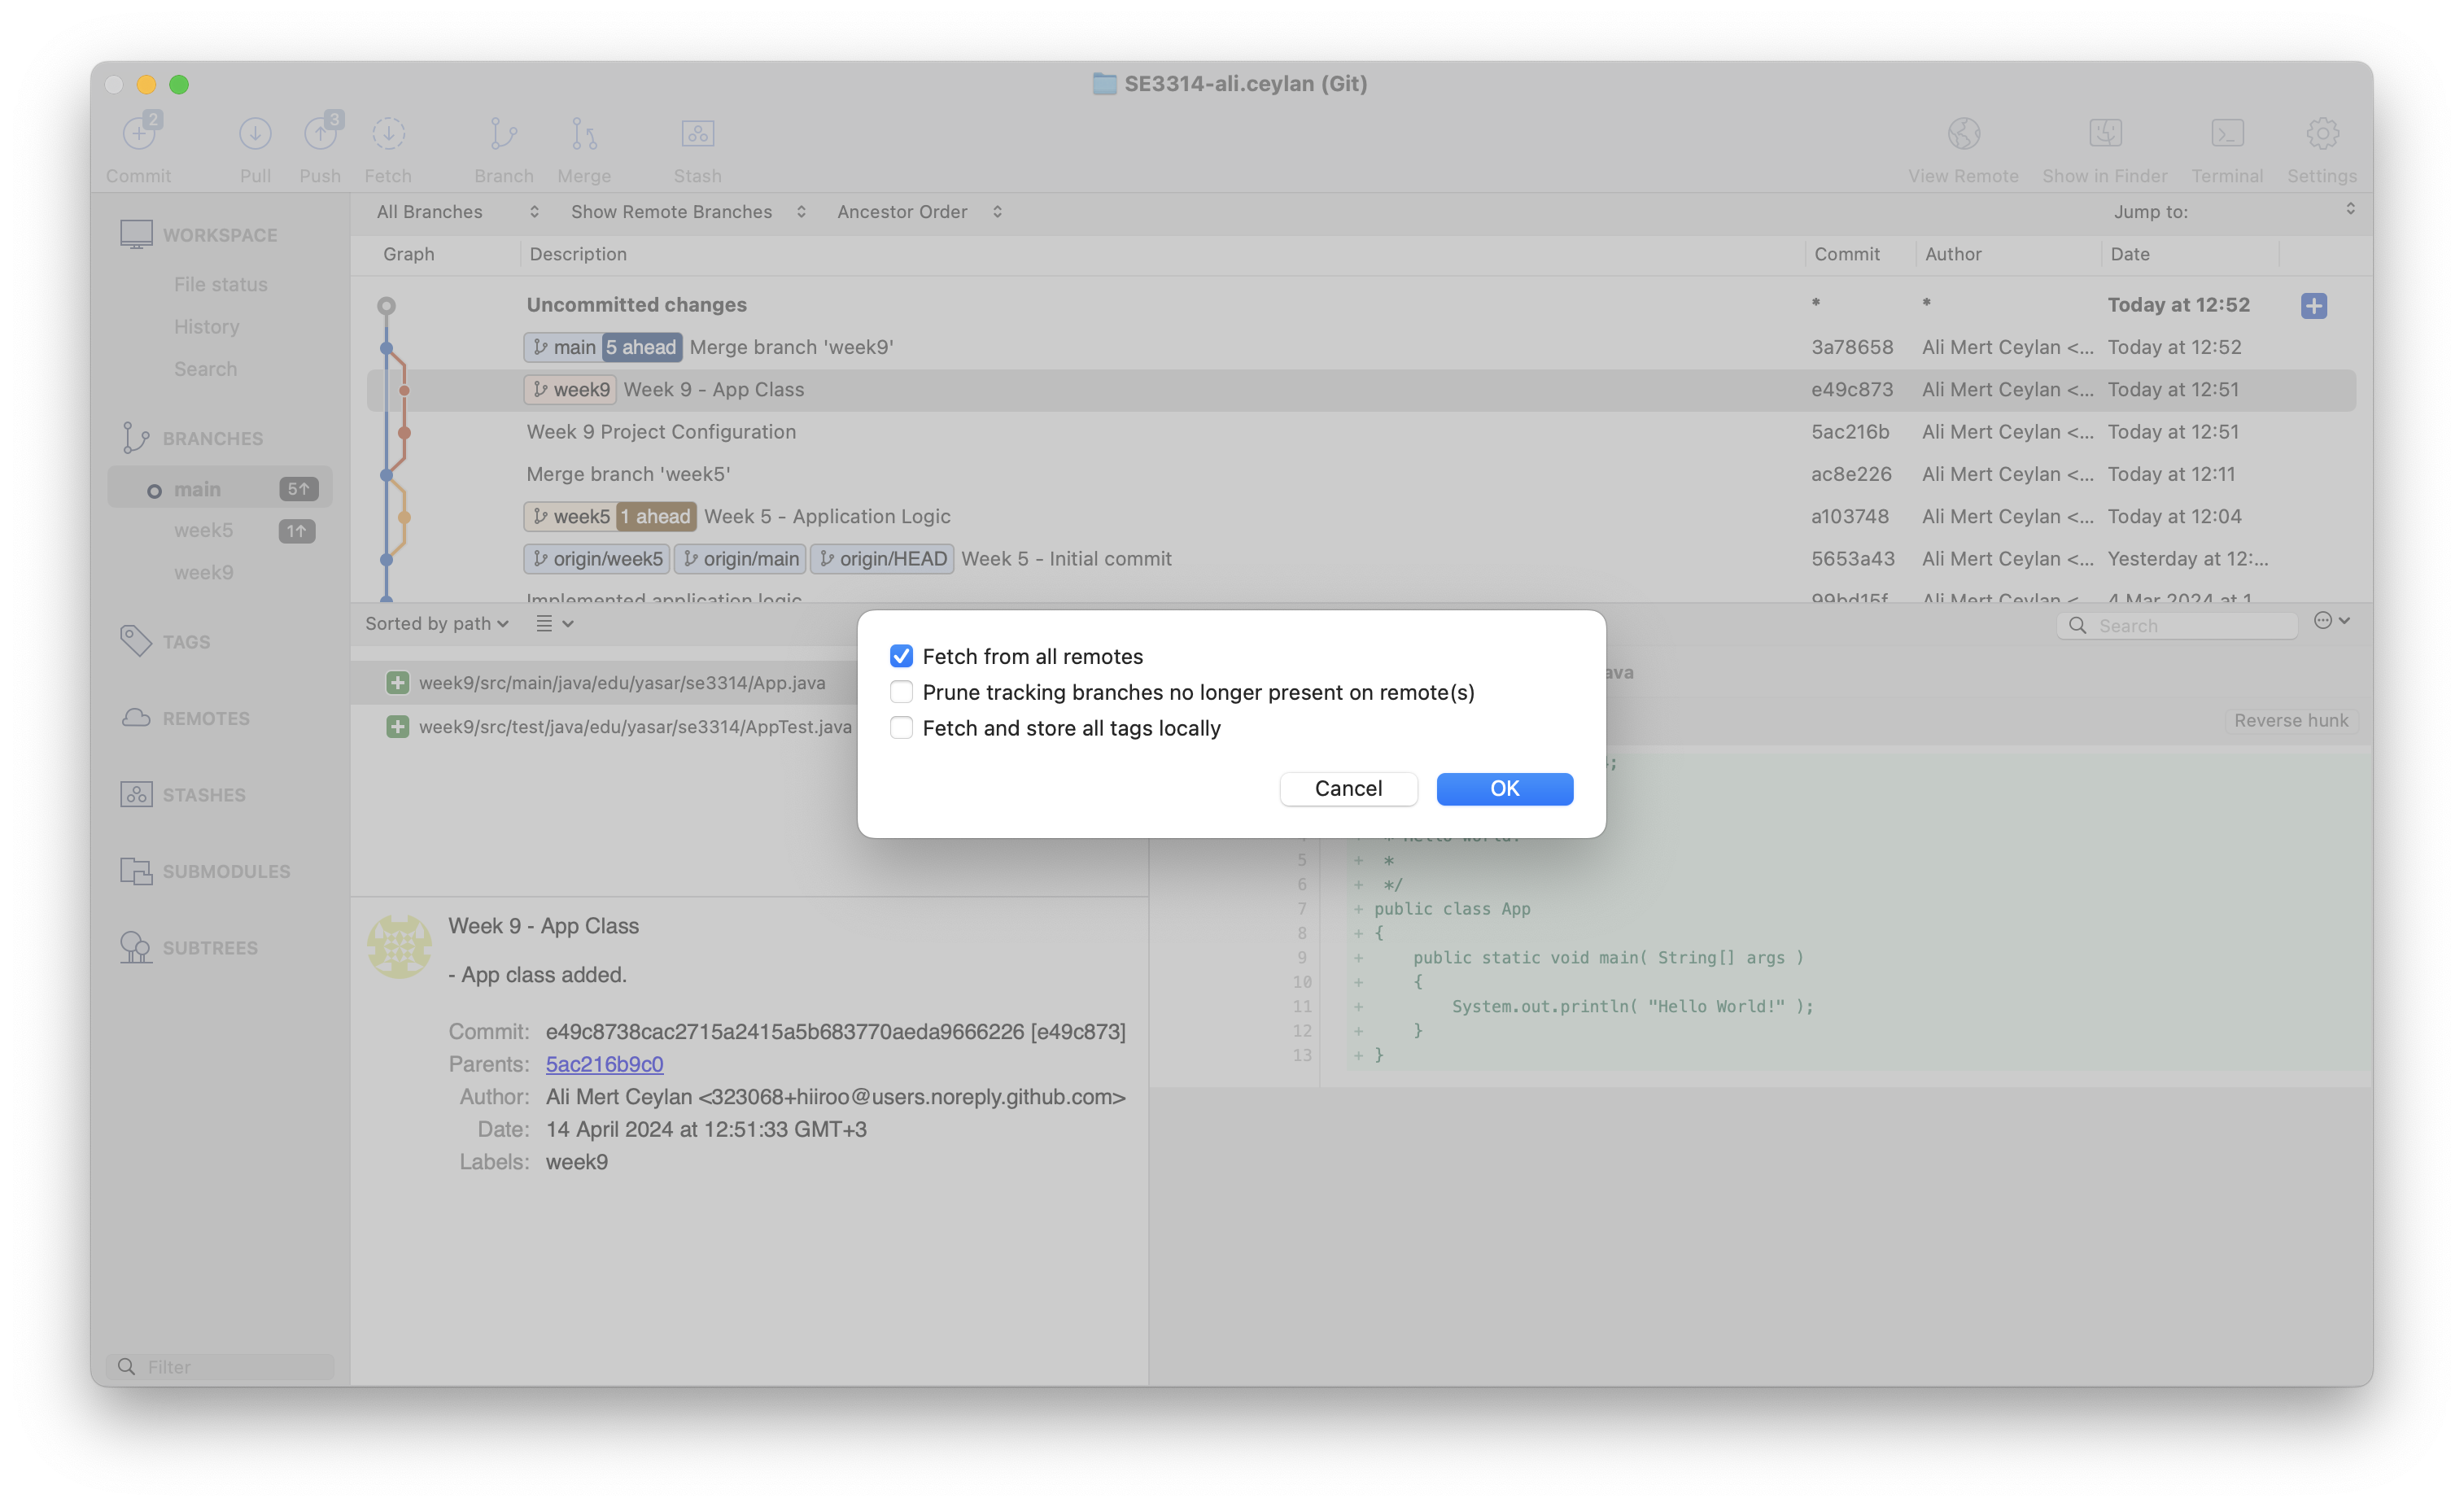 SE3314-ali.ceylan (Git)
2
3
Commit
Pull
Push
Fetch
Branch
Merge
Stash
View Remote
Show in Finder
Terminal
Settings
All Branches
Show Remote Branches
Ancestor Order
Jump to:
WORKSPACE
File status
History
Search
BRANCHES
main 5↑
week5 1↑
week9
TAGS
REMOTES
STASHES
SUBMODULES
SUBTREES
Filter
Graph Description Commit Author Date
Uncommitted changes * * Today at 12:52
main 5 ahead Merge branch 'week9' 3a78658 Ali Mert Ceylan <... Today at 12:52
week9 Week 9 - App Class e49c873 Ali Mert Ceylan <... Today at 12:51
Week 9 Project Configuration 5ac216b Ali Mert Ceylan <... Today at 12:51
Merge branch 'week5' ac8e226 Ali Mert Ceylan <... Today at 12:11
week5 1 ahead Week 5 - Application Logic a103748 Ali Mert Ceylan <... Today at 12:04
origin/week5 origin/main origin/HEAD Week 5 - Initial commit 5653a43 Ali Mert Ceylan <... Yesterday at 12:...
Implemented application logic 99bd15f Ali Mert Ceylan < 4 Mar 2024 at 1
Sorted by path
Search
week9/src/main/java/edu/yasar/se3314/App.java
week9/src/test/java/edu/yasar/se3314/AppTest.java
Fetch from all remotes
Prune tracking branches no longer present on remote(s)
Fetch and store all tags locally
Cancel
OK
ava
Reverse hunk
;
5 + *
6 + */
7 + public class App
8 + {
9 + public static void main( String[] args )
10 + {
11 + System.out.println( "Hello World!" );
12 + }
13 + }
Week 9 - App Class
- App class added.
Commit: e49c8738cac2715a2415a5b683770aeda9666226 [e49c873]
Parents: 5ac216b9c0
Author: Ali Mert Ceylan <323068+hiiroo@users.noreply.github.com>
Date: 14 April 2024 at 12:51:33 GMT+3
Labels: week9